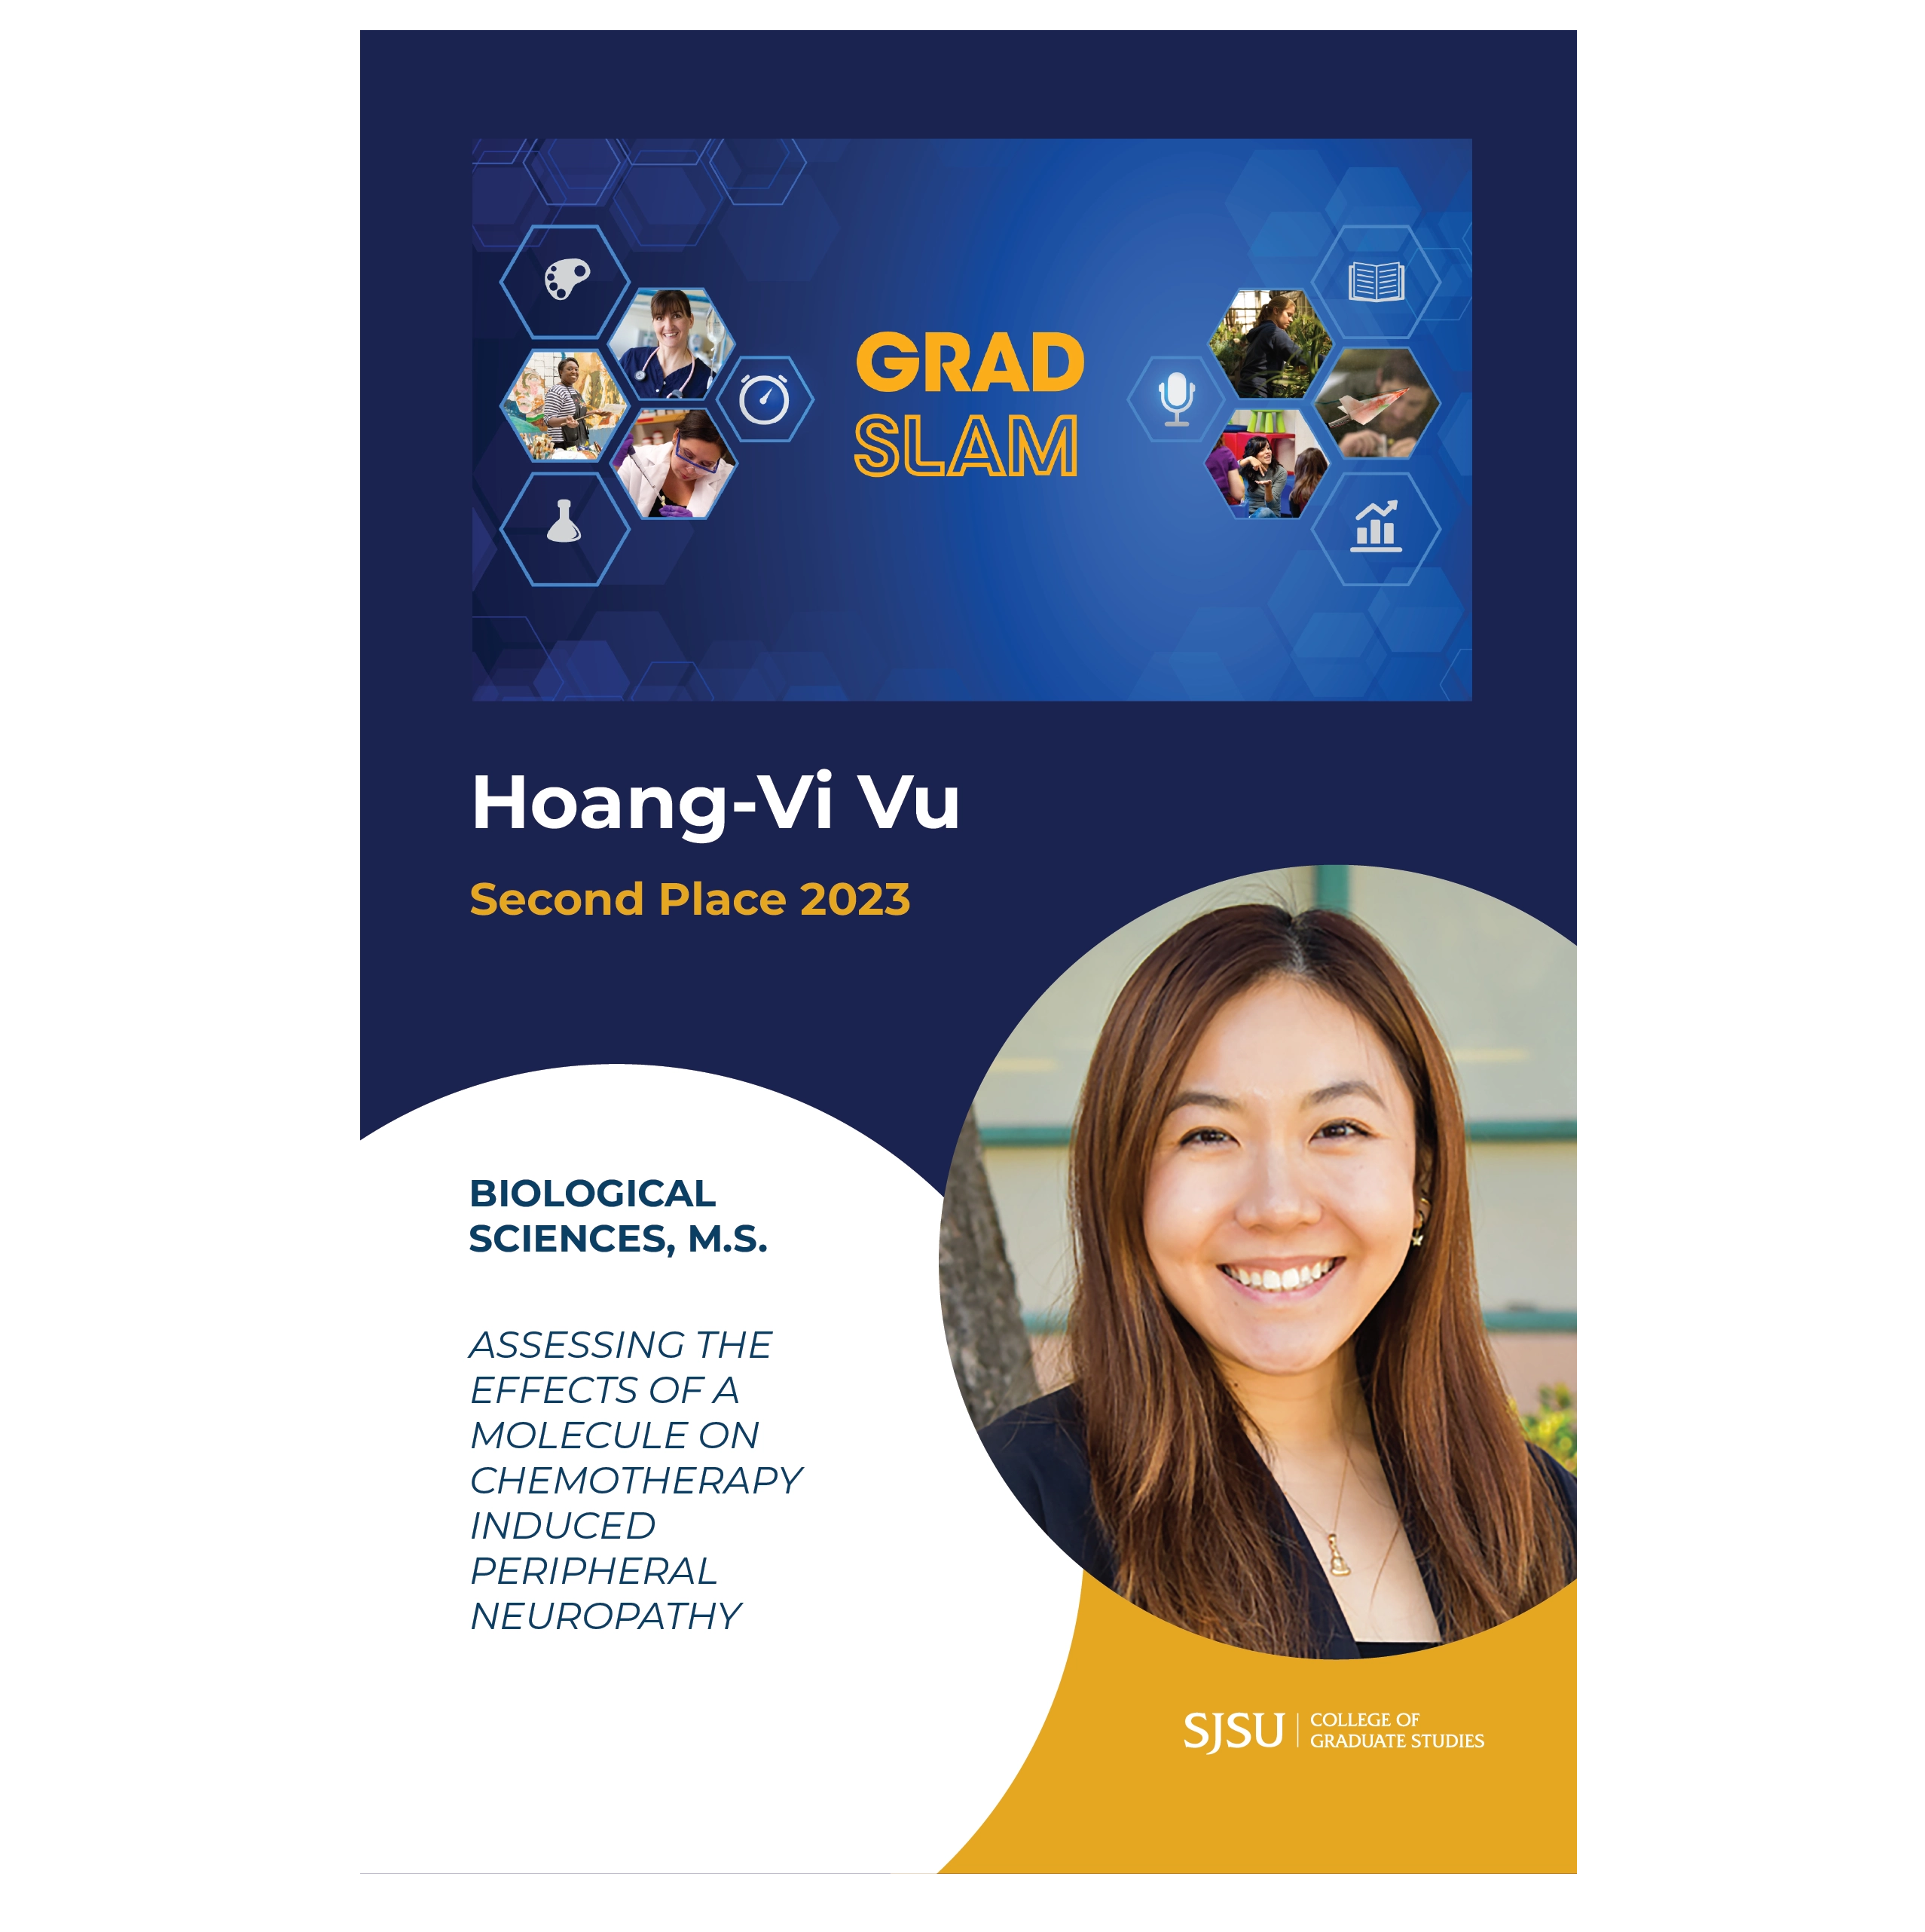 GRAD
SLAM
Hoang-Vi Vu
Second Place 2023
BIOLOGICAL
SCIENCES, M.S.
ASSESSING THE
EFFECTS OF A
MOLECULE ON
CHEMOTHERAPY
INDUCED
PERIPHERAL
NEUROPATHY
SJSU
COLLEGE OF
GRADUATE STUDIES